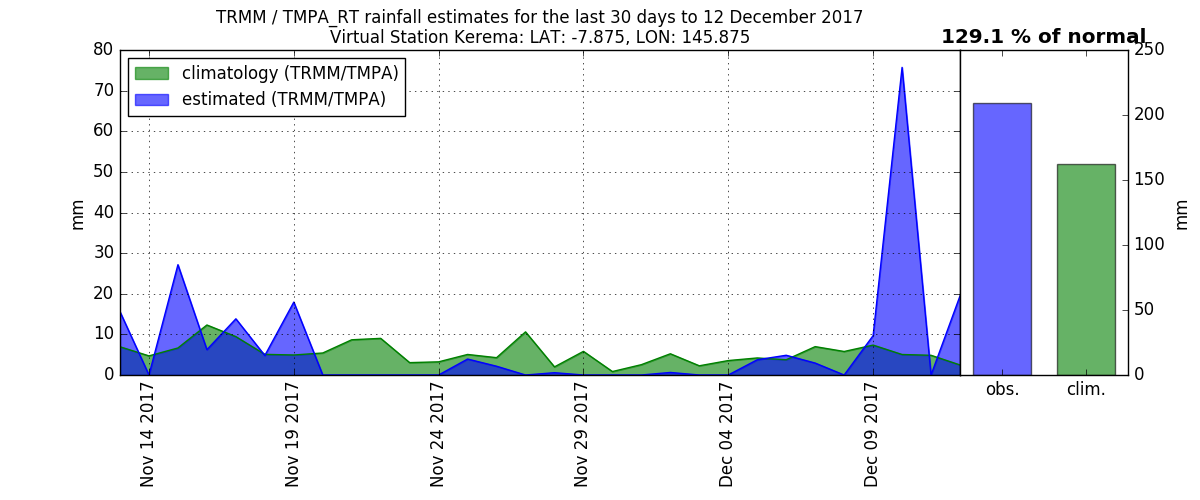 TRMM / TMPA_RT rainfall estimates for the last 30 days to 12 December 2017
Virtual Station Kerema: LAT: -7.875, LON: 145.875
129.1 % of normal
climatology (TRMM/TMPA)
estimated (TRMM/TMPA)
80
70
60
50
40
30
20
10
0
mm
Nov 14 2017
Nov 19 2017
Nov 24 2017
Nov 29 2017
Dec 04 2017
Dec 09 2017
250
200
150
100
50
0
mm
obs.
clim.